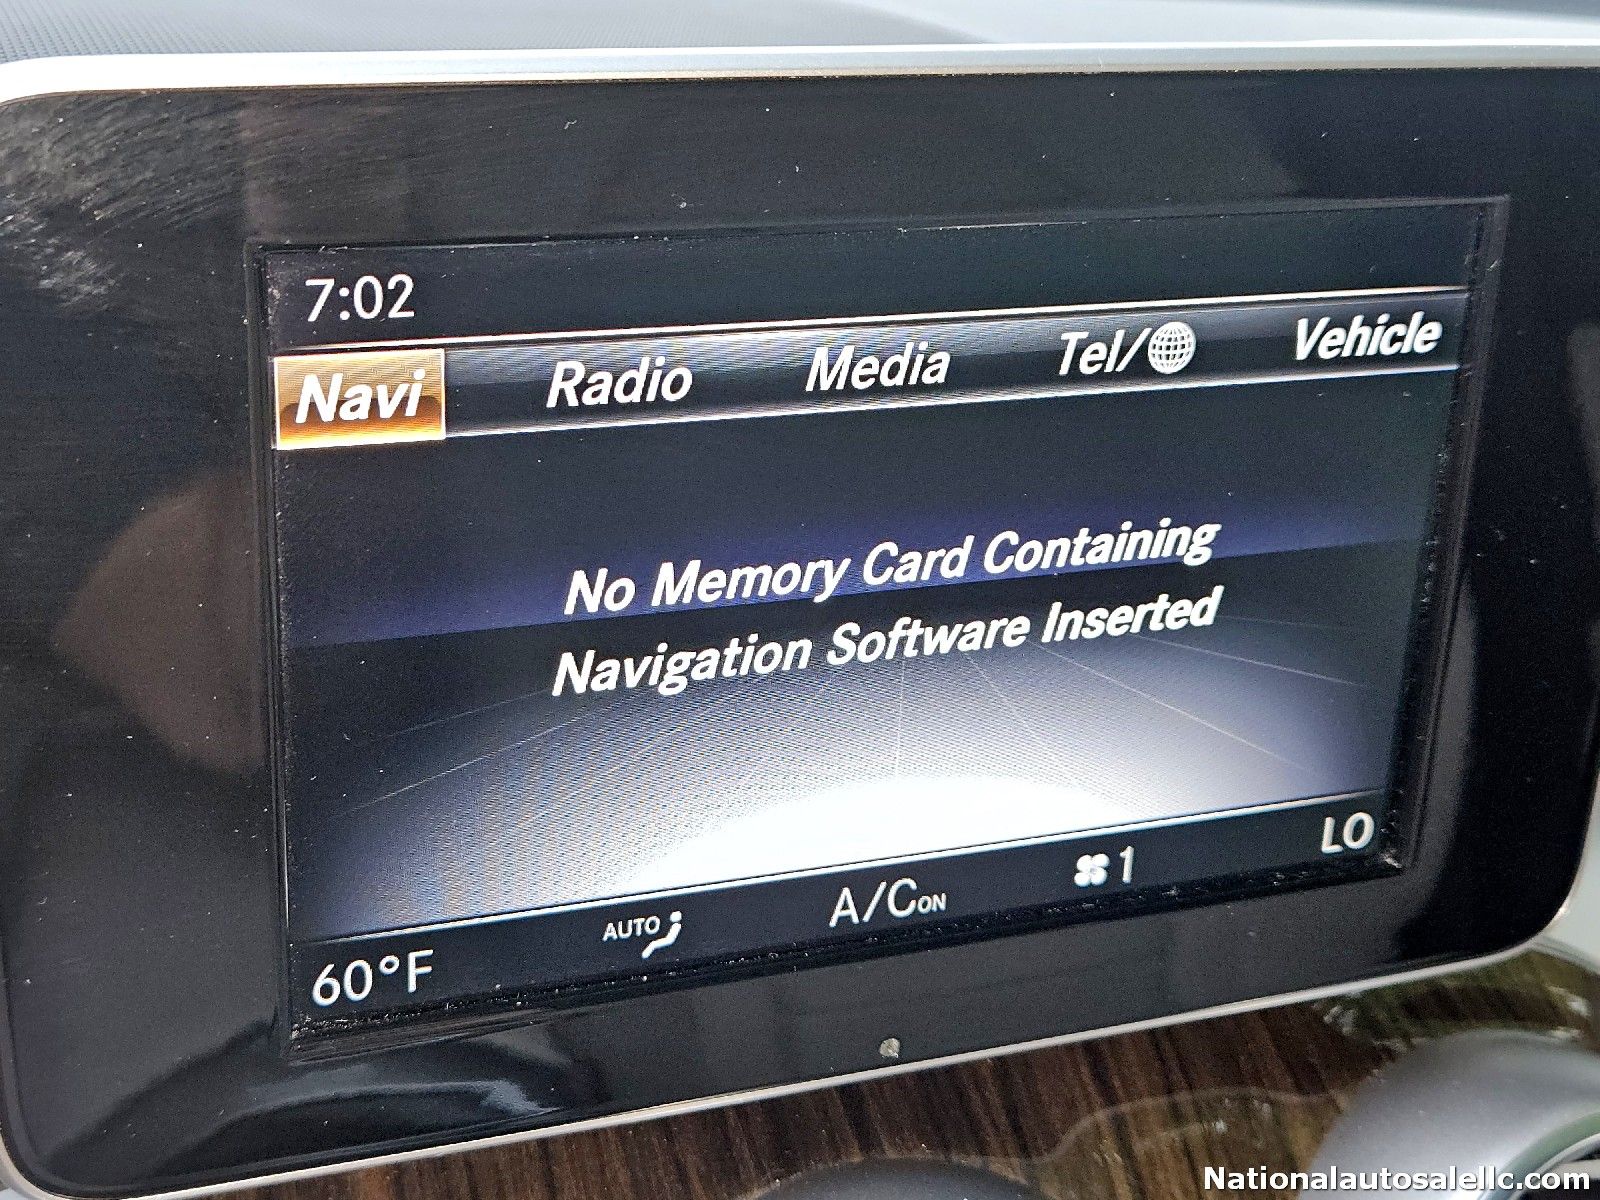 7:02
Navi Radio Media Tel/ Vehicle
No Memory Card Containing
Navigation Software Inserted
60°F AUTO A/C ON 1 LO
Nationalautosalellc.com